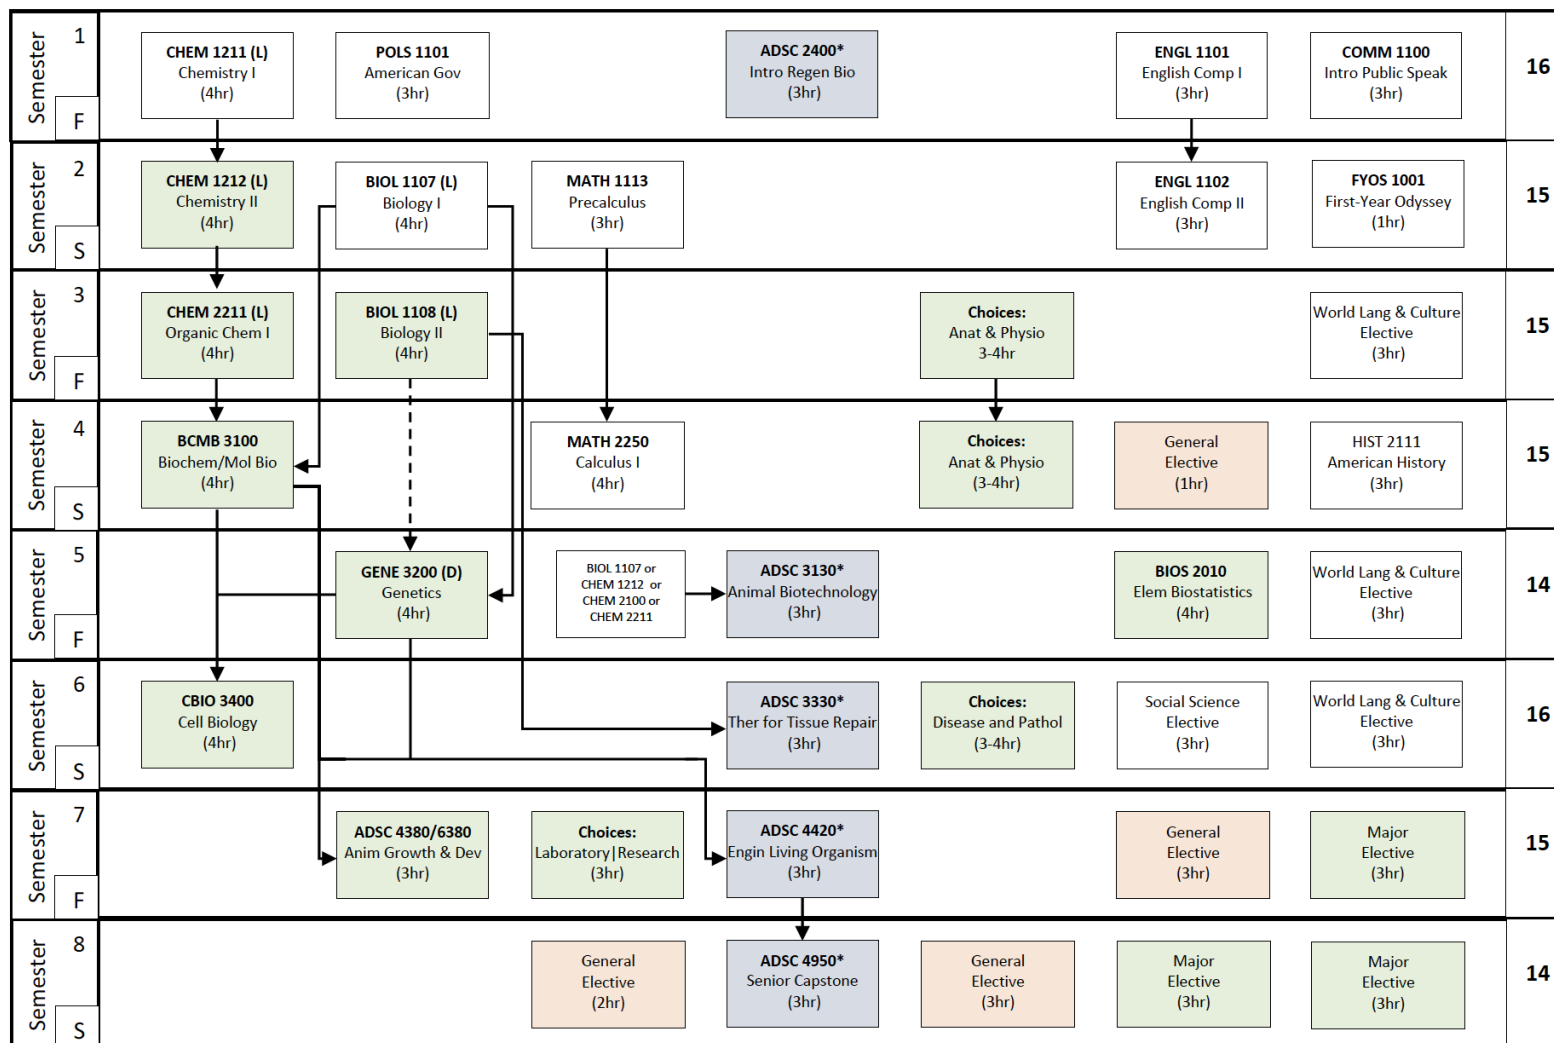 Semester
1
F
CHEM 1211 (L)
Chemistry I
(4hr)
POLS 1101
American Gov
(3hr)
ADSC 2400*
Intro Regen Bio
(3hr)
ENGL 1101
English Comp I
(3hr)
COMM 1100
Intro Public Speak
(3hr)
16
Semester
2
S
CHEM 1212 (L)
Chemistry II
(4hr)
BIOL 1107 (L)
Biology I
(4hr)
MATH 1113
Precalculus
(3hr)
ENGL 1102
English Comp II
(3hr)
FYOS 1001
First-Year Odyssey
(1hr)
15
Semester
3
F
CHEM 2211 (L)
Organic Chem I
(4hr)
BIOL 1108 (L)
Biology II
(4hr)
Choices:
Anat & Physio
3-4hr
World Lang & Culture
Elective
(3hr)
15
Semester
4
S
BCMB 3100
Biochem/Mol Bio
(4hr)
MATH 2250
Calculus I
(4hr)
Choices:
Anat & Physio
(3-4hr)
General
Elective
(1hr)
HIST 2111
American History
(3hr)
15
Semester
5
F
GENE 3200 (D)
Genetics
(4hr)
BIOL 1107 or
CHEM 1212 or
CHEM 2100 or
CHEM 2211
ADSC 3130*
Animal Biotechnology
(3hr)
BIOS 2010
Elem Biostatistics
(4hr)
World Lang & Culture
Elective
(3hr)
14
Semester
6
S
CBIO 3400
Cell Biology
(4hr)
ADSC 3330*
Ther for Tissue Repair
(3hr)
Choices:
Disease and Pathol
(3-4hr)
Social Science
Elective
(3hr)
World Lang & Culture
Elective
(3hr)
16
Semester
7
F
ADSC 4380/6380
Anim Growth & Dev
(3hr)
Choices:
Laboratory|Research
(3hr)
ADSC 4420*
Engin Living Organism
(3hr)
General
Elective
(3hr)
Major
Elective
(3hr)
15
Semester
8
S
General
Elective
(2hr)
ADSC 4950*
Senior Capstone
(3hr)
General
Elective
(3hr)
Major
Elective
(3hr)
Major
Elective
(3hr)
14